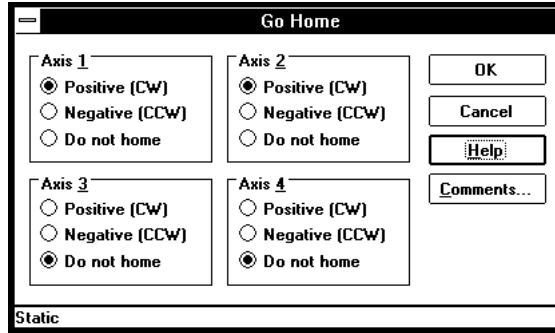 Go Home
Axis 1
Positive (CW)
Negative (CCW)
Do not home
Axis 2
Positive (CW)
Negative (CCW)
Do not home
Axis 3
Positive (CW)
Negative (CCW)
Do not home
Axis 4
Positive (CW)
Negative (CCW)
Do not home
OK
Cancel
Help
Comments...
Static